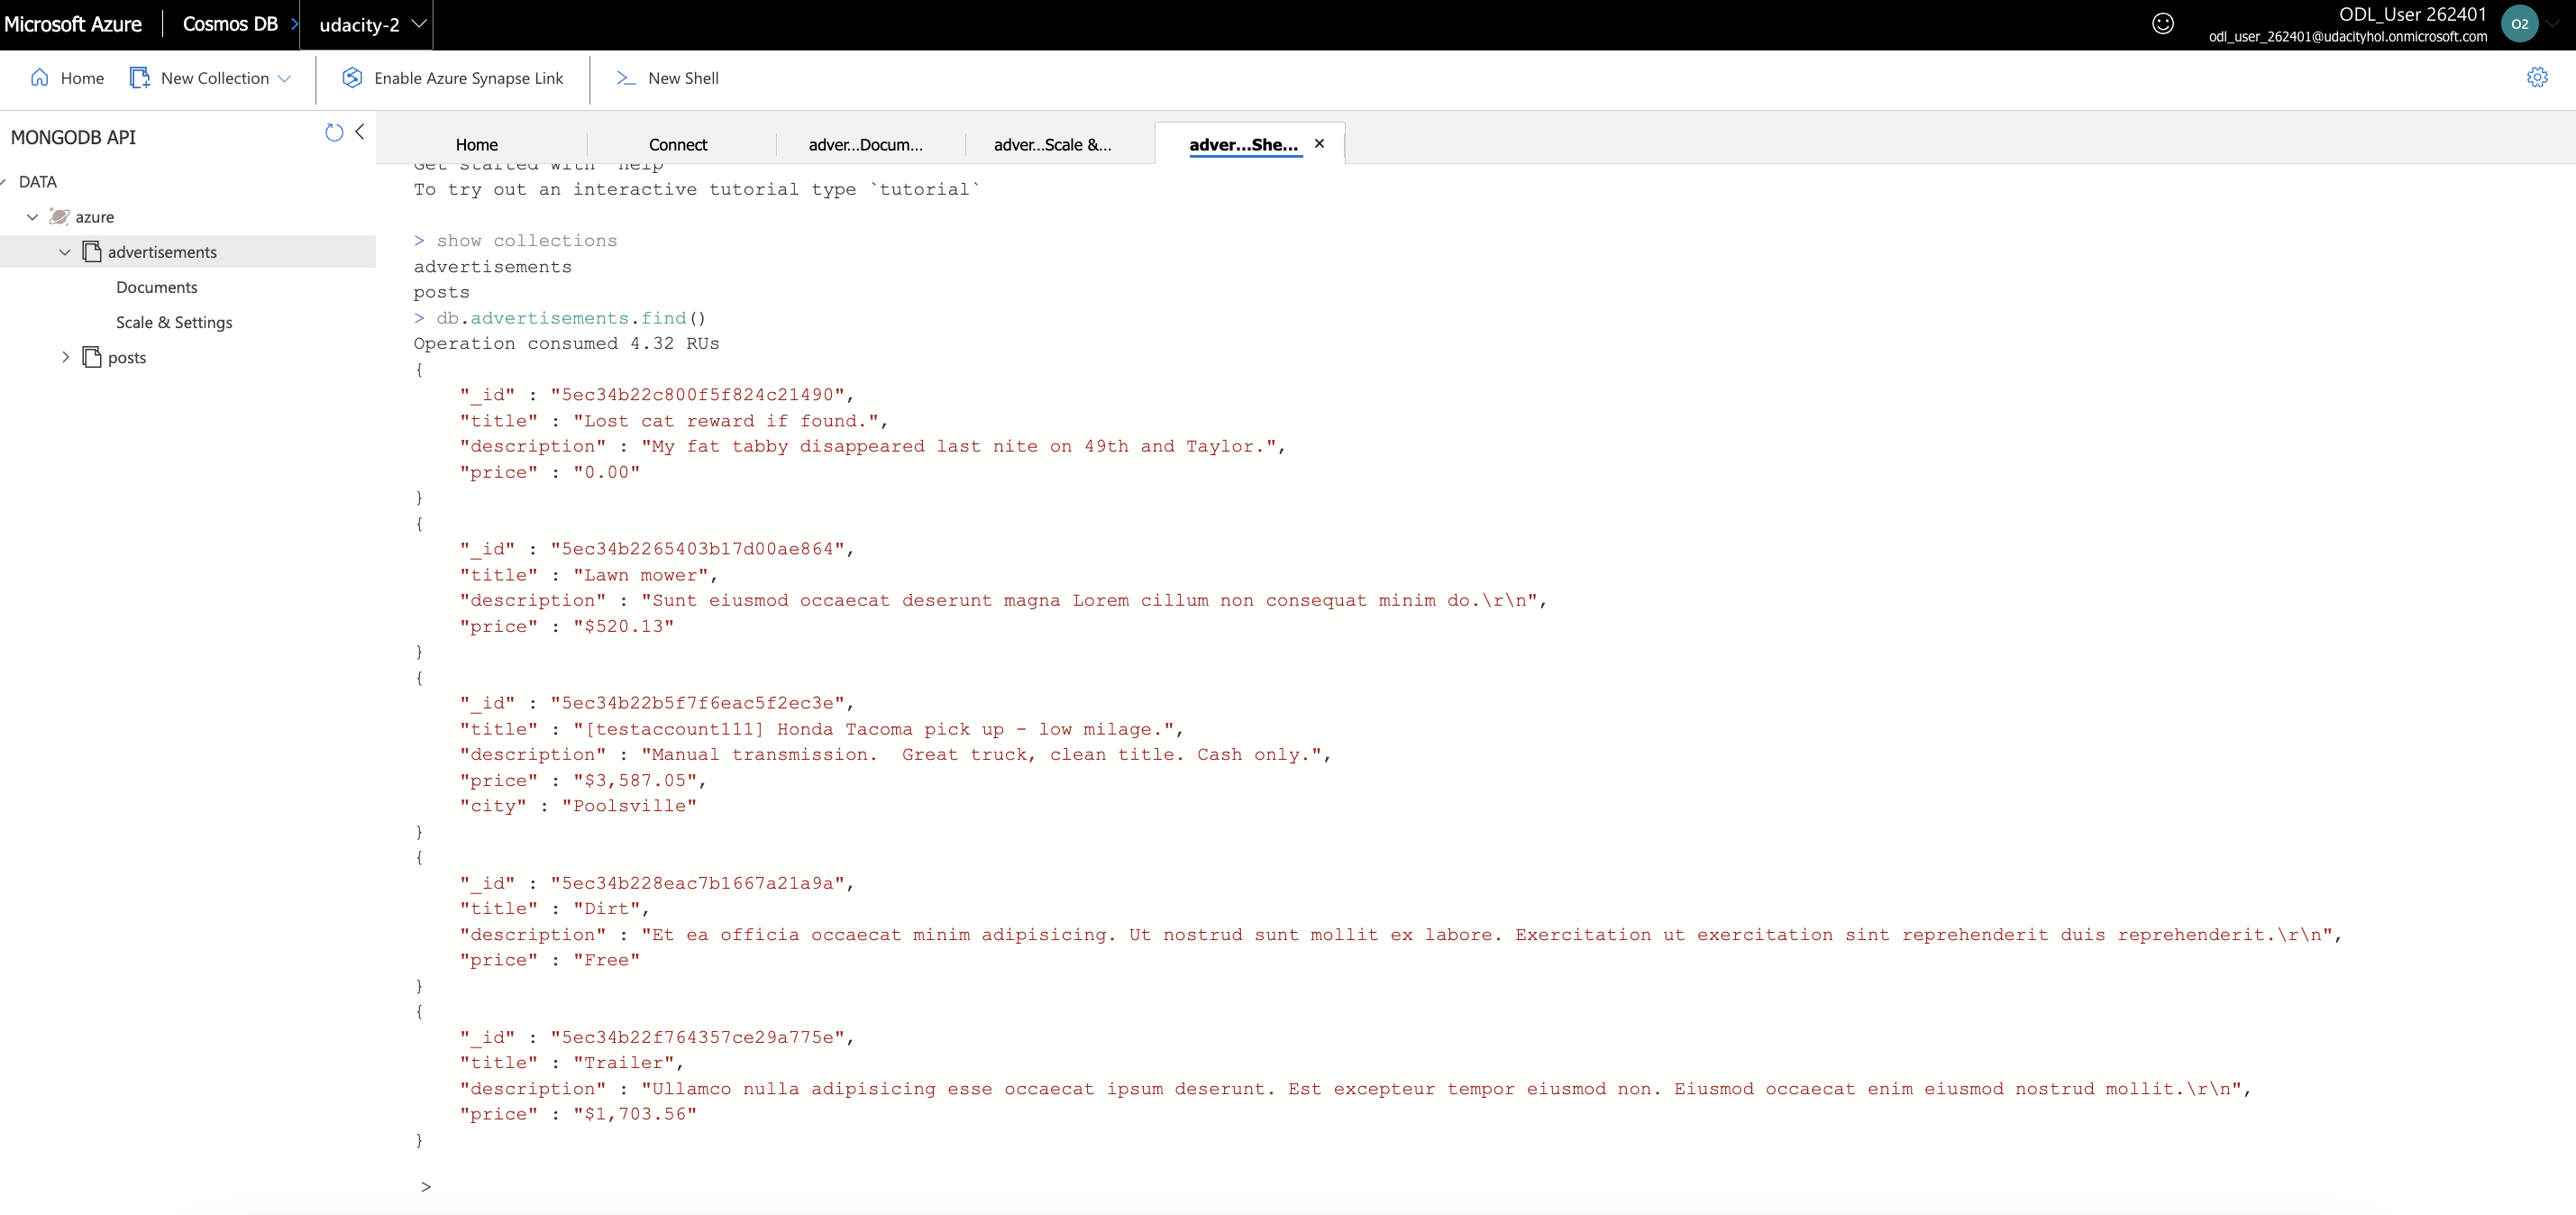 Microsoft Azure Cosmos DB > udacity-2
ODL_User 262401
odl_user_262401@udacityhol.onmicrosoft.com
O2
Home New Collection Enable Azure Synapse Link New Shell
MONGODB API
DATA
azure
advertisements
Documents
Scale & Settings
posts
Home Connect adver...Docum... adver...Scale &... adver...She... ×
Get started with `help`
To try out an interactive tutorial type `tutorial`
> show collections
advertisements
posts
> db.advertisements.find()
Operation consumed 4.32 RUs
{
"_id" : "5ec34b22c800f5f824c21490",
"title" : "Lost cat reward if found.",
"description" : "My fat tabby disappeared last nite on 49th and Taylor.",
"price" : "0.00"
}
{
"_id" : "5ec34b2265403b17d00ae864",
"title" : "Lawn mower",
"description" : "Sunt eiusmod occaecat deserunt magna Lorem cillum non consequat minim do.\r\n",
"price" : "$520.13"
}
{
"_id" : "5ec34b22b5f7f6eac5f2ec3e",
"title" : "[testaccount111] Honda Tacoma pick up - low milage.",
"description" : "Manual transmission.  Great truck, clean title. Cash only.",
"price" : "$3,587.05",
"city" : "Poolsville"
}
{
"_id" : "5ec34b228eac7b1667a21a9a",
"title" : "Dirt",
"description" : "Et ea officia occaecat minim adipisicing. Ut nostrud sunt mollit ex labore. Exercitation ut exercitation sint reprehenderit duis reprehenderit.\r\n",
"price" : "Free"
}
{
"_id" : "5ec34b22f764357ce29a775e",
"title" : "Trailer",
"description" : "Ullamco nulla adipisicing esse occaecat ipsum deserunt. Est excepteur tempor eiusmod non. Eiusmod occaecat enim eiusmod nostrud mollit.\r\n",
"price" : "$1,703.56"
}
>